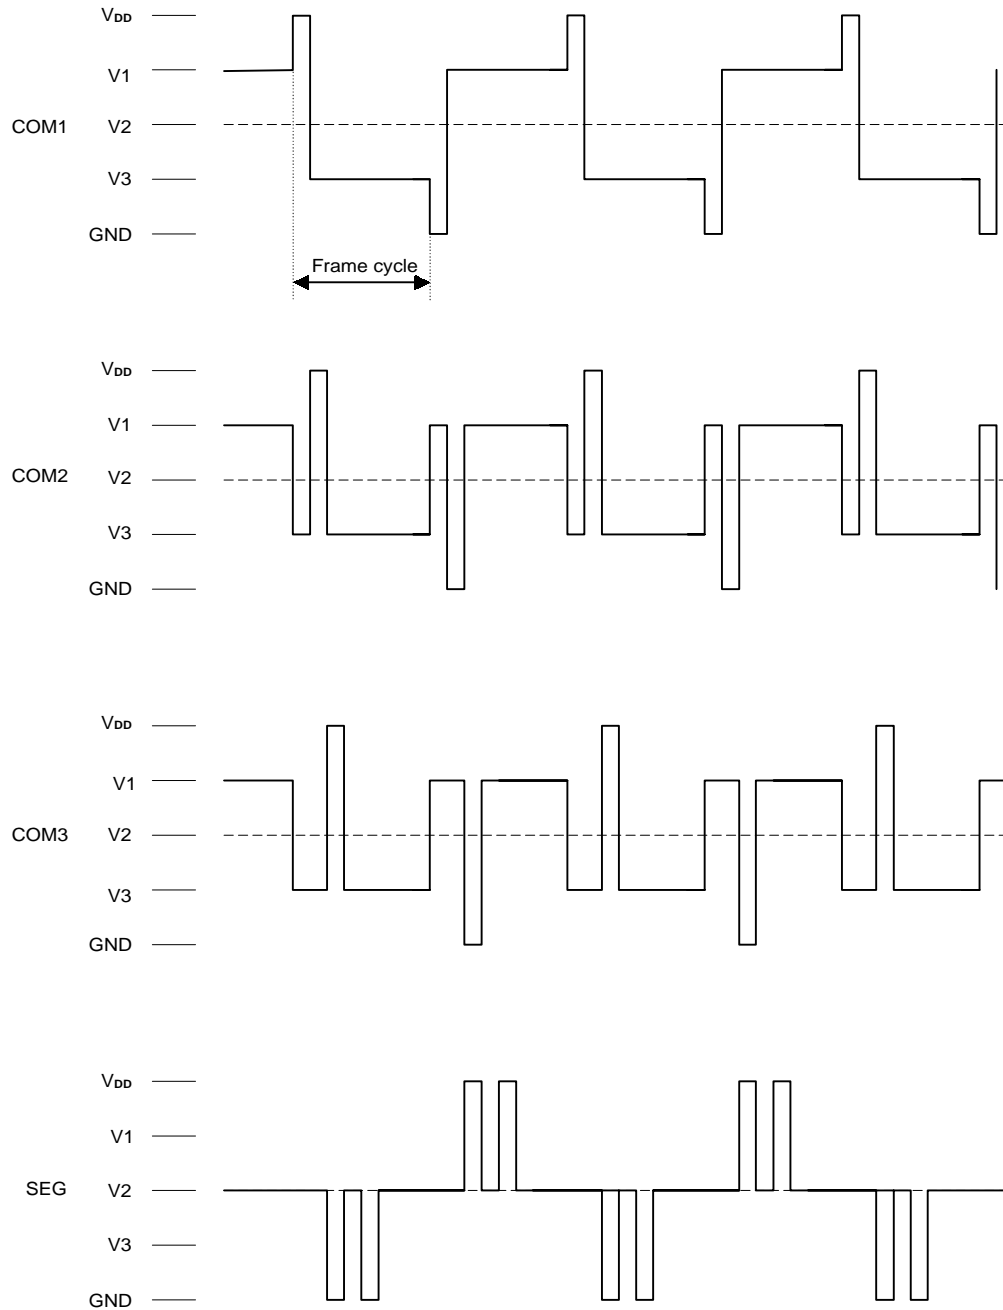 VDD
V1
COM1 V2
V3
GND
Frame cycle
VDD
V1
COM2 V2
V3
GND
VDD
V1
COM3 V2
V3
GND
VDD
V1
SEG V2
V3
GND